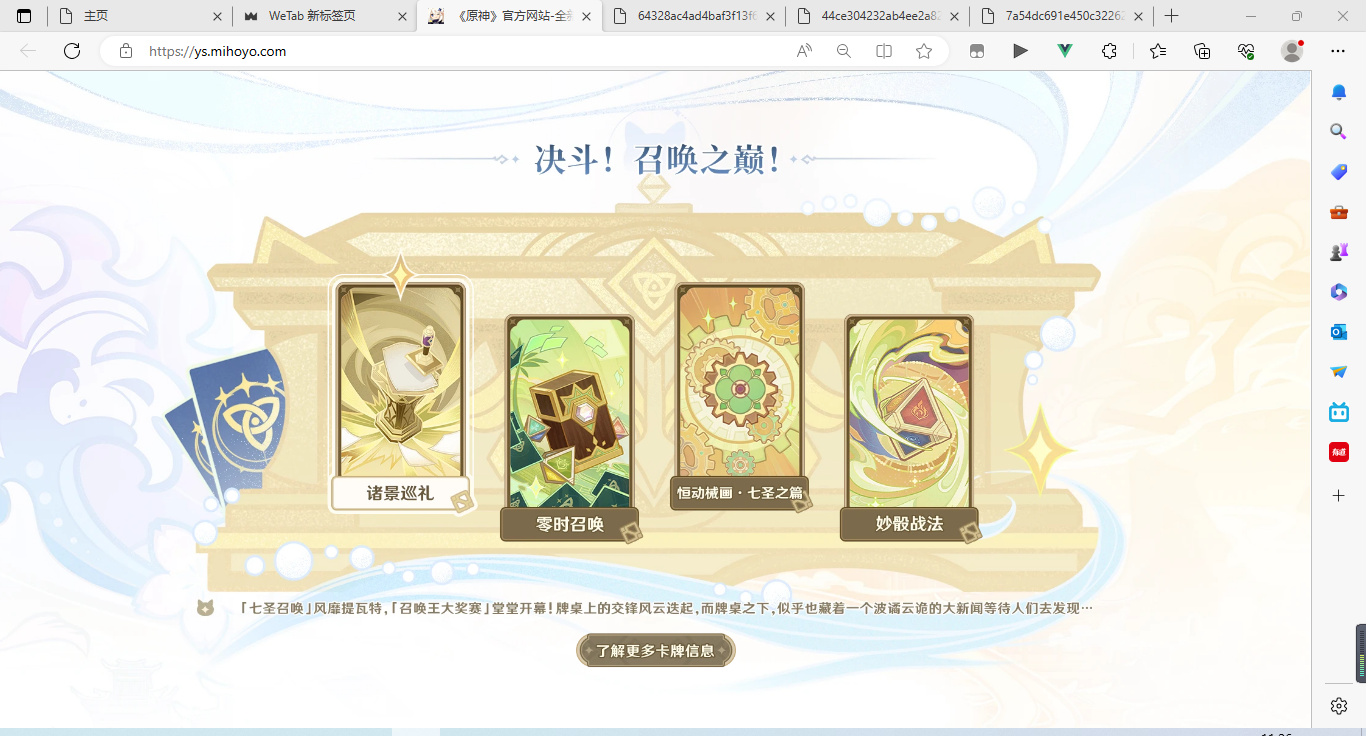 主页
WeTab 新标签页
《原神》官方网站-全新
64328ac4ad4baf3f13f6
44ce304232ab4ee2a82
7a54dc691e450c32262
https://ys.mihoyo.com
决斗！召唤之巅！
诸景巡礼
零时召唤
恒动械画·七圣之篇
妙骰战法
「七圣召唤」风靡提瓦特,「召唤王大奖赛」堂堂开幕!牌桌上的交锋风云迭起,而牌桌之下,似乎也藏着一个波谲云诡的大新闻等待人们去发现…
了解更多卡牌信息